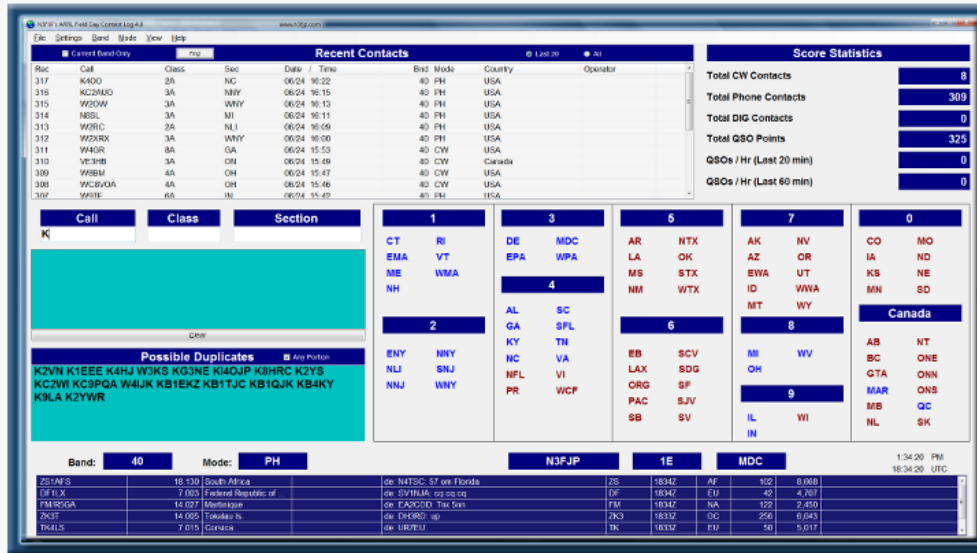 N3FJP's ARRL Field Day Contest Log 4.0 www.n3fjp.com
File Settings Band Mode View Help
Current Band Only Recent Contacts Last 20 All
Score Statistics
Rec Call Class Sec Date / Time Bnd Mode Country Operator
317 K4OO 2A NC 06/24 16:22 40 PH USA
316 KC2AUO 3A NNY 06/24 16:15 40 PH USA
315 W2OW 3A WNY 06/24 16:13 40 PH USA
314 N8SL 3A MI 06/24 16:11 40 PH USA
313 W2RC 2A NLI 06/24 16:09 40 PH USA
312 W2XRX 3A WNY 06/24 16:00 40 PH USA
311 W4GR 8A GA 06/24 15:53 40 CW USA
310 VE3HB 3A ON 06/24 15:49 40 CW Canada
309 W8BM 4A OH 06/24 15:47 40 CW USA
308 WC8VOA 4A OH 06/24 15:46 40 CW USA
307 6A IN 06/24 15:42 40 PH USA
Total CW Contacts 8
Total Phone Contacts 309
Total DIG Contacts 0
Total QSO Points 325
QSOs / Hr (Last 20 min) 0
QSOs / Hr (Last 60 min) 0
Call Class Section
K
Clear
Possible Duplicates Any Portion
K2VN K1EEE K4HJ W3KS KG3NE KI4OJP K8HRC K2YS
KC2WI KC9PQA W4IJK KB1EKZ KB1TJC KB1QJK KB4KY
K9LA K2YWR
1
CT RI
EMA VT
ME WMA
NH
2
ENY NNY
NLI SNJ
NNJ WNY
3
DE MDC
EPA WPA
4
AL SC
GA SFL
KY TN
NC VA
NFL VI
PR WCF
5
AR NTX
LA OK
MS STX
NM WTX
6
EB SCV
LAX SDG
ORG SF
PAC SJV
SB SV
7
AK NV
AZ OR
EWA UT
ID WWA
MT WY
8
MI WV
OH
9
IL WI
IN
0
CO MO
IA ND
KS NE
MN SD
Canada
AB NT
BC ONE
GTA ONN
MAR ONS
MB QC
NL SK
Band: 40 Mode: PH N3FJP 1E MDC
1:34:20 PM
18:34:20 UTC
ZS1AFS 18.130 South Africa de: N4TSC: 57 om Florida ZS 1834Z AF 102 8,668
DF1LX 7.003 Federal Republic of ... de: SV1NJA: cq cq cq DF 1834Z EU 42 4,707
FM/R5GA 14.027 Martinique de: EA2COD: Tnx 5nn FM 1834Z NA 122 2,450
ZK3T 14.005 Tokelau Is. de: DH3RD: up ZK3 1833Z OC 256 6,043
TK4LS 7.015 Corsica de: UR7EU: TK 1833Z EU 50 5,017